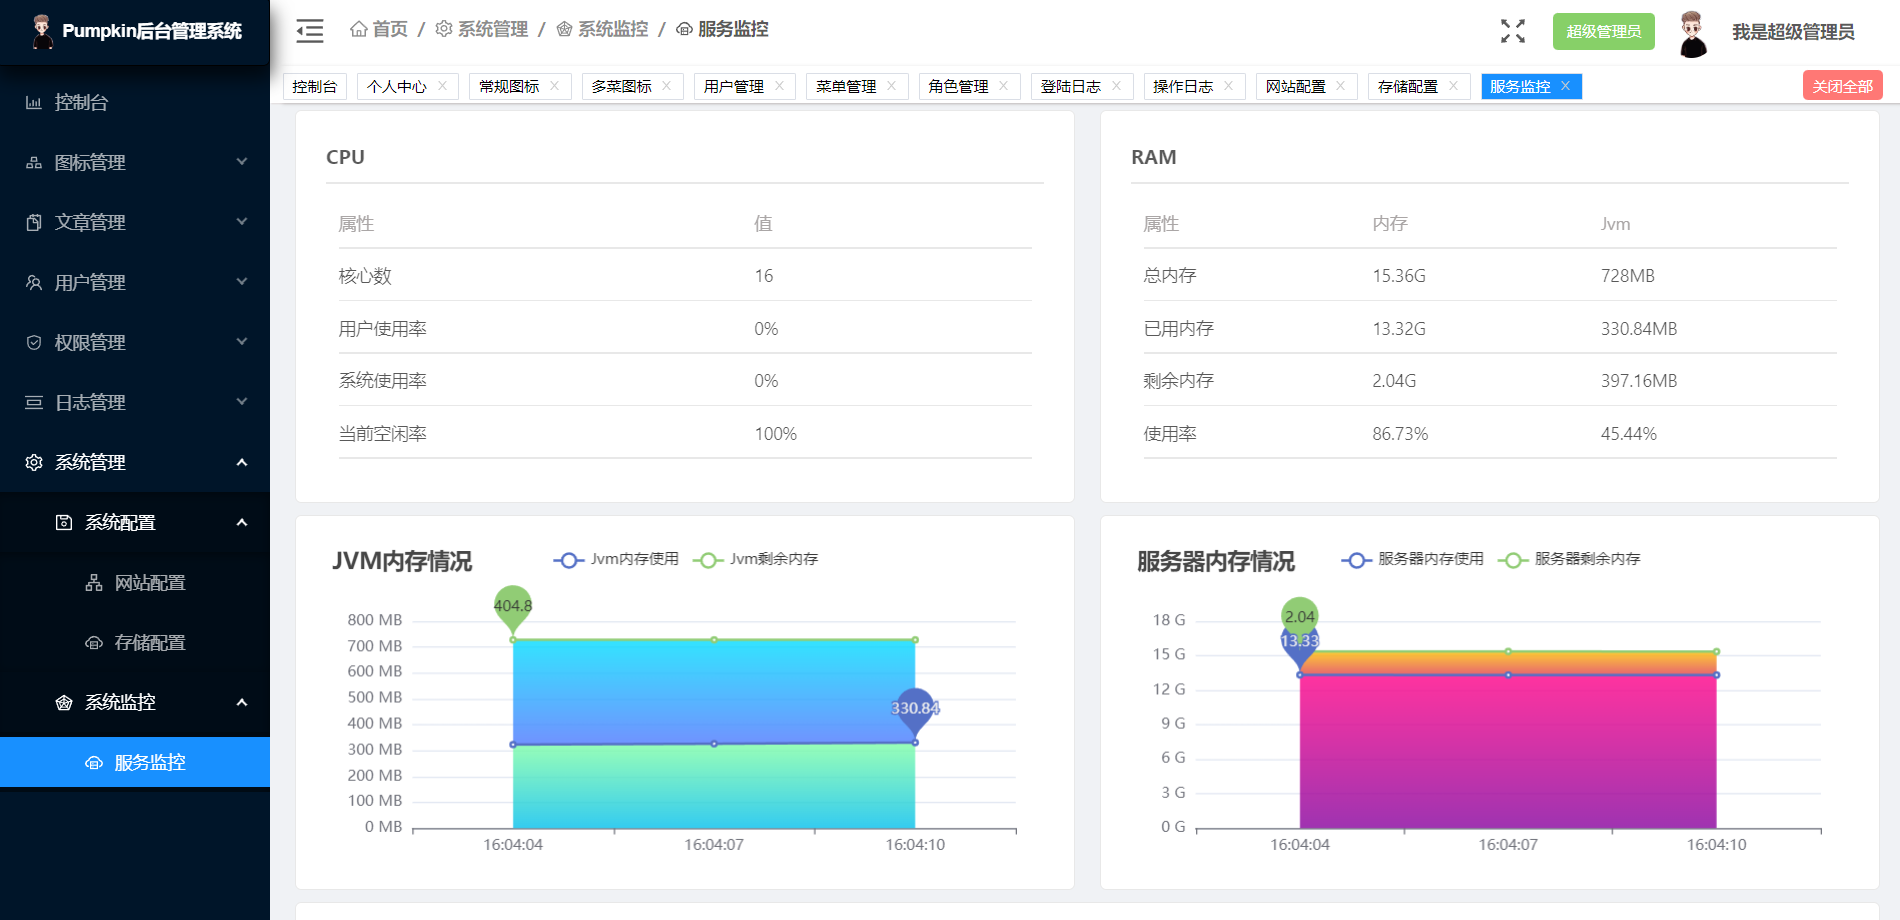 Pumpkin后台管理系统
首页 / 系统管理 / 系统监控 / 服务监控
超级管理员
我是超级管理员
控制台 个人中心 常规图标 多菜图标 用户管理 菜单管理 角色管理 登陆日志 操作日志 网站配置 存储配置 服务监控
关闭全部
控制台
图标管理
文章管理
用户管理
权限管理
日志管理
系统管理
系统配置
网站配置
存储配置
系统监控
服务监控
CPU
属性 值
核心数 16
用户使用率 0%
系统使用率 0%
当前空闲率 100%
RAM
属性 内存 Jvm
总内存 15.36G 728MB
已用内存 13.32G 330.84MB
剩余内存 2.04G 397.16MB
使用率 86.73% 45.44%
JVM内存情况
Jvm内存使用 Jvm剩余内存
404.8
330.84
800 MB
700 MB
600 MB
500 MB
400 MB
300 MB
200 MB
100 MB
0 MB
16:04:04 16:04:07 16:04:10
服务器内存情况
服务器内存使用 服务器剩余内存
2.04
13.33
18 G
15 G
12 G
9 G
6 G
3 G
0 G
16:04:04 16:04:07 16:04:10